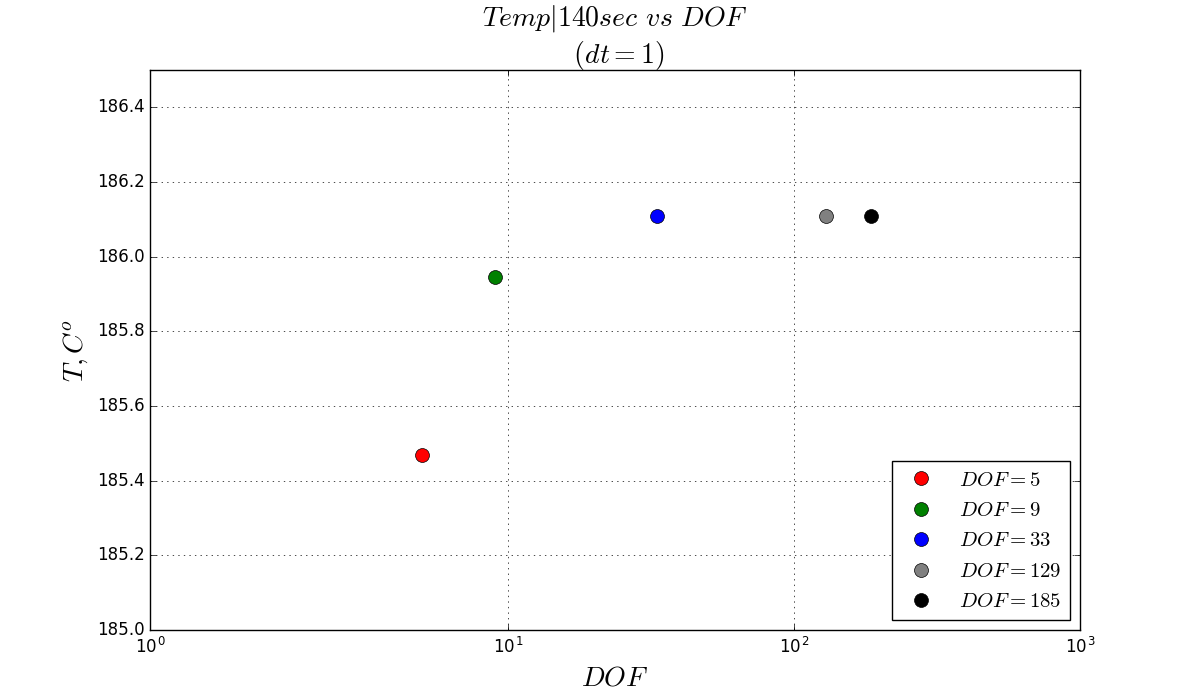 Temp|140sec vs DOF
(dt = 1)
186.4
186.2
186.0
185.8
185.6
185.4
185.2
185.0
T, C^o
10^0
10^1
10^2
10^3
DOF
DOF = 5
DOF = 9
DOF = 33
DOF = 129
DOF = 185